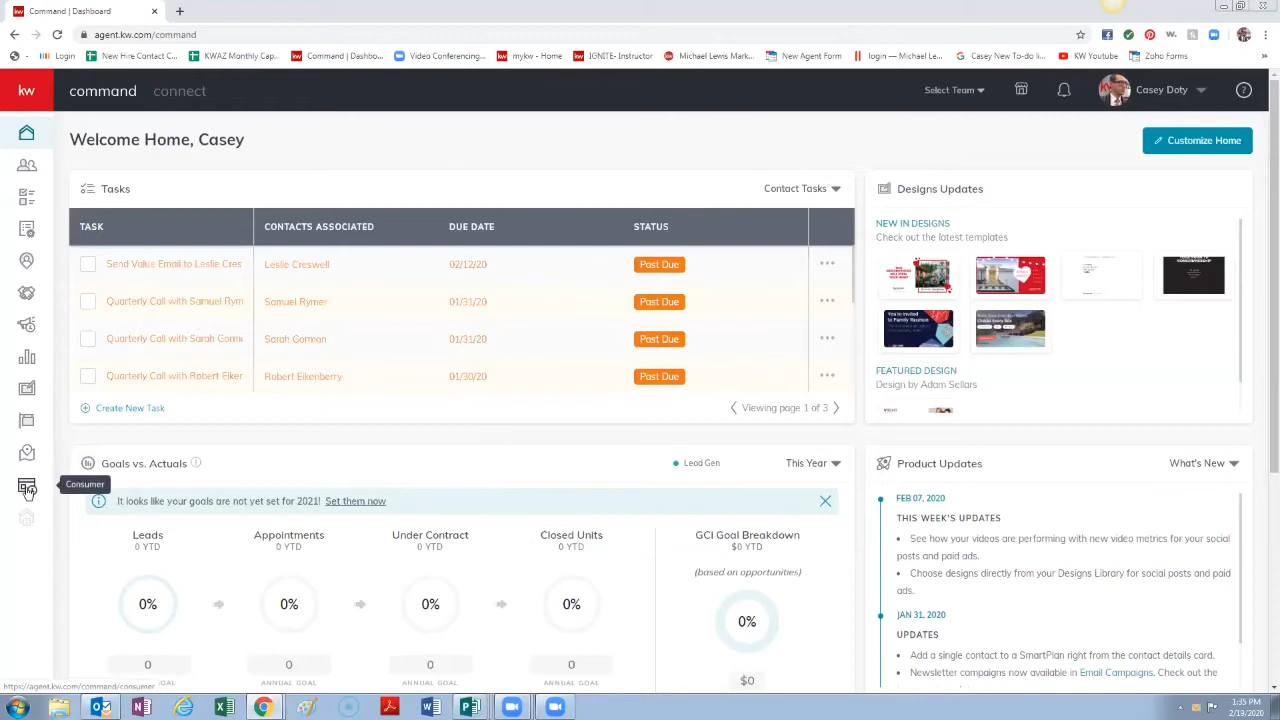 Command | Dashboard
agent.kw.com/command
Login
New Hire Contact C...
KWAZ Monthly Cap...
Command | Dashbo...
Video Conferencing...
mykw - Home
IGNITE- Instructor
Michael Lewis Mark...
New Agent Form
login — Michael Le...
Casey New To-do li...
KW Youtube
Zoho Forms
»
kw
command
connect
Select Team
Casey Doty
?
Welcome Home, Casey
Customize Home
Tasks
Contact Tasks
TASK CONTACTS ASSOCIATED DUE DATE STATUS
Send Value Email to Leslie Cres Leslie Creswell 02/12/20 Past Due
Quarterly Call with Samuel Ryme Samuel Rymer 01/31/20 Past Due
Quarterly Call with Sarah 01/31/20 Past Due
Quarterly Call with Robert Eiker Robert Eikenberry 01/30/20 Past Due
Create New Task
Viewing page 1 of 3
Designs Updates
NEW IN DESIGNS
Check out the latest templates
FEATURED DESIGN
Design by Adam Sellars
Consumer
Goals vs. Actuals
Lead Gen
This Year
It looks like your goals are not yet set for 2021! Set them now
Leads Appointments Under Contract Closed Units GCI Goal Breakdown
0 YTD 0 YTD 0 YTD 0 YTD $0 YTD
(based on opportunities)
0% 0% 0% 0% 0%
0 0 0 0 $0
ANNUAL GOAL ANNUAL GOAL ANNUAL GOAL
Product Updates
What's New
FEB 07, 2020
THIS WEEK'S UPDATES
• See how your videos are performing with new video metrics for your social
posts and paid ads.
• Choose designs directly from your Designs Library for social posts and paid
ads.
JAN 31, 2020
UPDATES
• Add a single contact to a SmartPlan right from the contact details card.
• Newsletter campaigns now available in Email Campaigns. Check out the
https://agent.kw.com/command/consumer
1:35 PM
2/19/2020